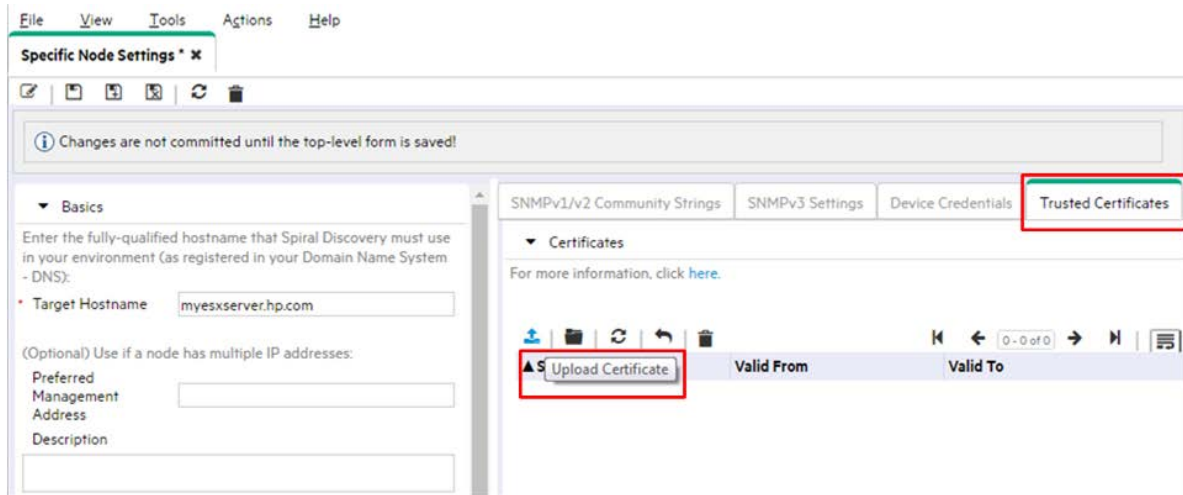 File View Tools Actions Help
Specific Node Settings *
Changes are not committed until the top-level form is saved!
Basics
Enter the fully-qualified hostname that Spiral Discovery must use
in your environment (as registered in your Domain Name System
- DNS):
* Target Hostname myesxserver.hp.com
(Optional) Use if a node has multiple IP addresses:
Preferred
Management
Address
Description
SNMPv1/v2 Community Strings SNMPv3 Settings Device Credentials Trusted Certificates
Certificates
For more information, click here.
0 - 0 of 0
S Upload Certificate Valid From Valid To